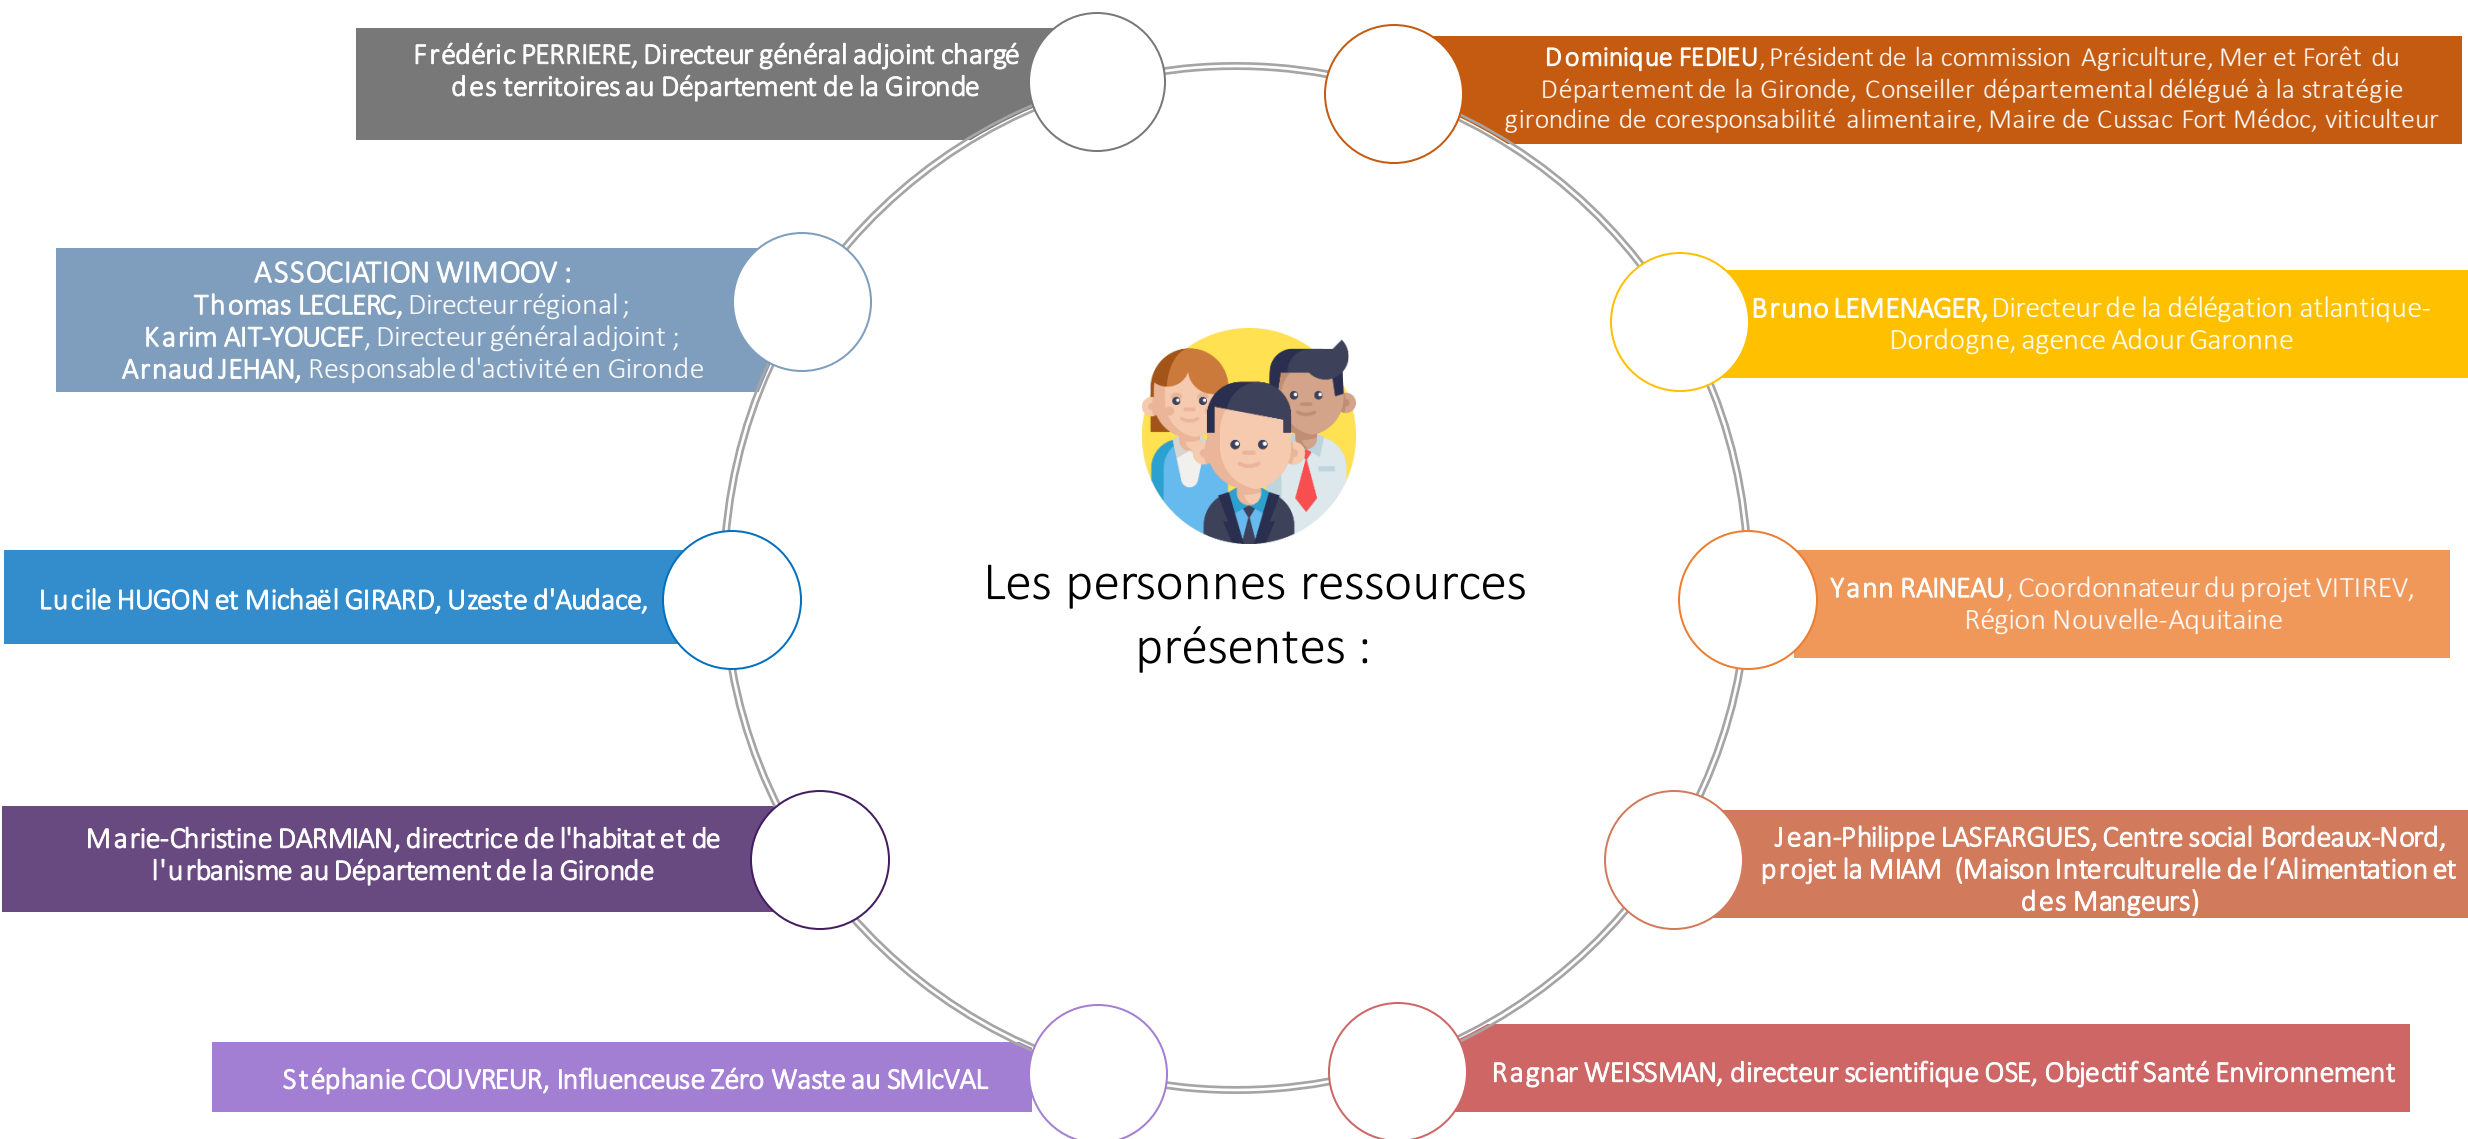 Frédéric PERRIERE, Directeur général adjoint chargé
des territoires au Département de la Gironde
Dominique FEDIEU, Président de la commission Agriculture, Mer et Forêt du
Département de la Gironde, Conseiller départemental délégué à la stratégie
girondine de coresponsabilité alimentaire, Maire de Cussac Fort Médoc, viticulteur
ASSOCIATION WIMOOV :
Thomas LECLERC, Directeur régional ;
Karim AIT-YOUCEF, Directeur général adjoint ;
Arnaud JEHAN, Responsable d'activité en Gironde
Bruno LEMENAGER, Directeur de la délégation atlantique-
Dordogne, agence Adour Garonne
Les personnes ressources
présentes :
Lucile HUGON et Michaël GIRARD, Uzeste d'Audace,
Yann RAINEAU, Coordonnateur du projet VITIREV,
Région Nouvelle-Aquitaine
Marie-Christine DARMIAN, directrice de l'habitat et de
l'urbanisme au Département de la Gironde
Jean-Philippe LASFARGUES, Centre social Bordeaux-Nord,
projet la MIAM (Maison Interculturelle de l‘Alimentation et
des Mangeurs)
Stéphanie COUVREUR, Influenceuse Zéro Waste au SMIcVAL
Ragnar WEISSMAN, directeur scientifique OSE, Objectif Santé Environnement